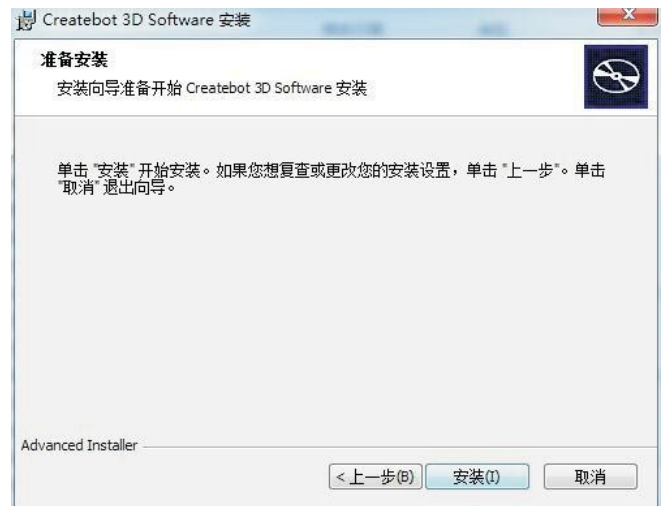 Createbot 3D Software 安装
准备安装
安装向导准备开始 Createbot 3D Software 安装
单击 "安装" 开始安装。如果您想复查或更改您的安装设置，单击 "上一步"。单击
"取消" 退出向导。
Advanced Installer
<上一步(B)
安装(I)
取消